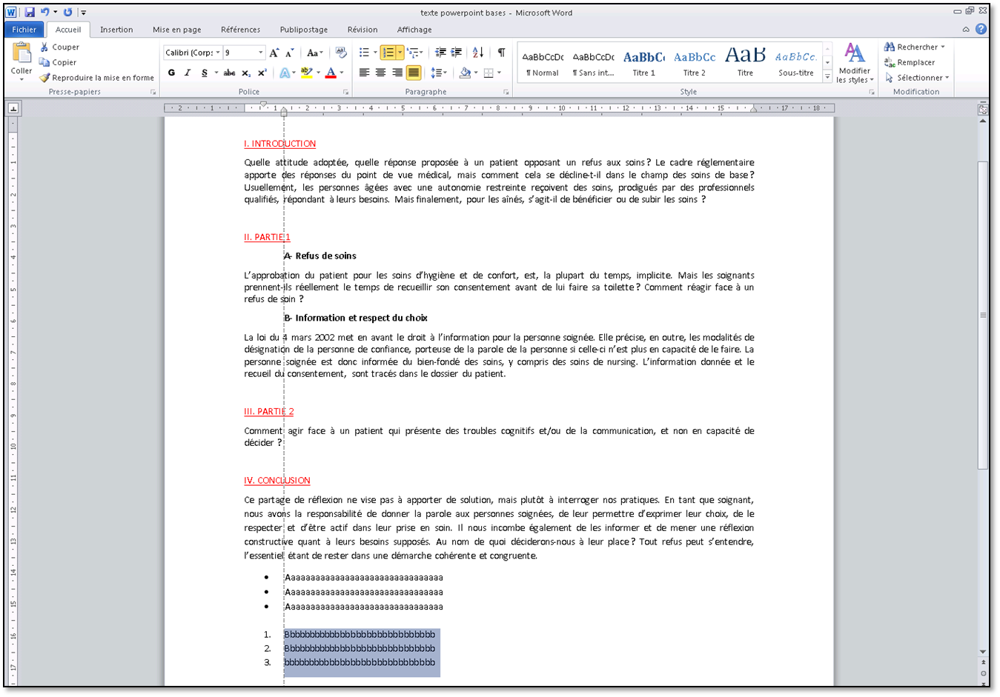 texte powerpoint bases - Microsoft Word
Fichier Accueil Insertion Mise en page Références Publipostage Révision Affichage
Coller
Couper
Copier
Reproduire la mise en forme
Presse-papiers
Calibri (Corps 9 Aa
G I S abc x₂ x² A ab A
Police
Paragraphe
AaBbCcDc AaBbCcDc AaBbC AaBbCc AaB AaBbCc.
¶ Normal ¶ Sans int... Titre 1 Titre 2 Titre Sous-titre
Style
Modifier
les styles
Rechercher
Remplacer
Sélectionner
Modification
2 1 1 2 3 4 5 6 7 8 9 10 11 12 13 14 15 17 18
I. INTRODUCTION
Quelle attitude adoptée, quelle réponse proposée à un patient opposant un refus aux soins ? Le cadre réglementaire
apporte des réponses du point de vue médical, mais comment cela se décline-t-il dans le champ des soins de base ?
Usuellement, les personnes âgées avec une autonomie restreinte reçoivent des soins, prodigués par des professionnels
qualifiés, répondant à leurs besoins. Mais finalement, pour les aînés, s'agit-il de bénéficier ou de subir les soins ?
II. PARTIE 1
A- Refus de soins
L'approbation du patient pour les soins d'hygiène et de confort, est, la plupart du temps, implicite. Mais les soignants
prennent-ils réellement le temps de recueillir son consentement avant de lui faire sa toilette ? Comment réagir face à un
refus de soin ?
B- Information et respect du choix
La loi du 4 mars 2002 met en avant le droit à l'information pour la personne soignée. Elle précise, en outre, les modalités de
désignation de la personne de confiance, porteuse de la parole de la personne si celle-ci n'est plus en capacité de le faire. La
personne soignée est donc informée du bien-fondé des soins, y compris des soins de nursing. L'information donnée et le
recueil du consentement, sont tracés dans le dossier du patient.
III. PARTIE 2
Comment agir face à un patient qui présente des troubles cognitifs et/ou de la communication, et non en capacité de
décider ?
IV. CONCLUSION
Ce partage de réflexion ne vise pas à apporter de solution, mais plutôt à interroger nos pratiques. En tant que soignant,
nous avons la responsabilité de donner la parole aux personnes soignées, de leur permettre d'exprimer leur choix, de le
respecter et d'être actif dans leur prise en soin. Il nous incombe également de les informer et de mener une réflexion
constructive quant à leurs besoins supposés. Au nom de quoi déciderons-nous à leur place ? Tout refus peut s'entendre,
l'essentiel étant de rester dans une démarche cohérente et congruente.
• Aaaaaaaaaaaaaaaaaaaaaaaaaaaaaaaa
• Aaaaaaaaaaaaaaaaaaaaaaaaaaaaaaaa
• Aaaaaaaaaaaaaaaaaaaaaaaaaaaaaaaa
1. Bbbbbbbbbbbbbbbbbbbbbbbbbbbbb
2. Bbbbbbbbbbbbbbbbbbbbbbbbbbbbb
3. bbbbbbbbbbbbbbbbbbbbbbbbbbbbb